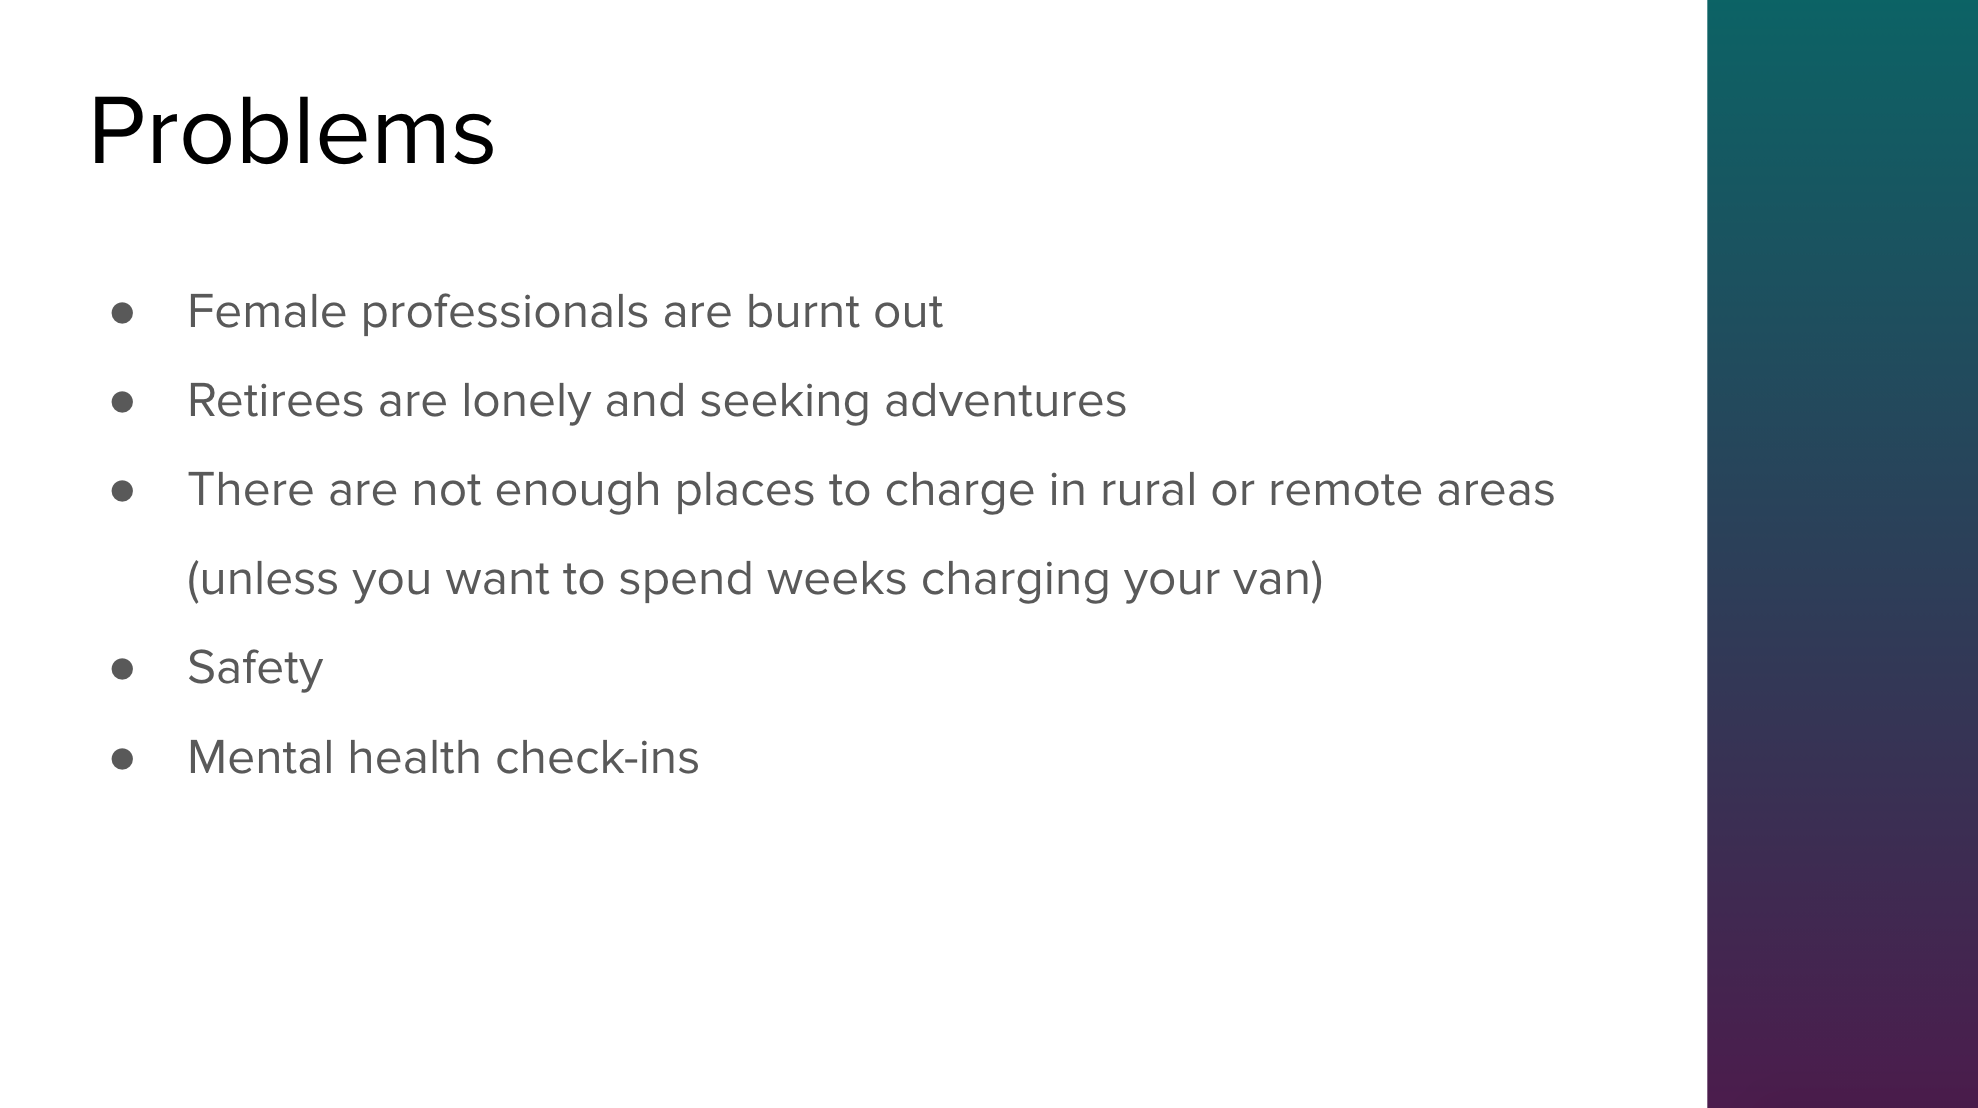 Problems
● Female professionals are burnt out
● Retirees are lonely and seeking adventures
● There are not enough places to charge in rural or remote areas
(unless you want to spend weeks charging your van)
● Safety
● Mental health check-ins